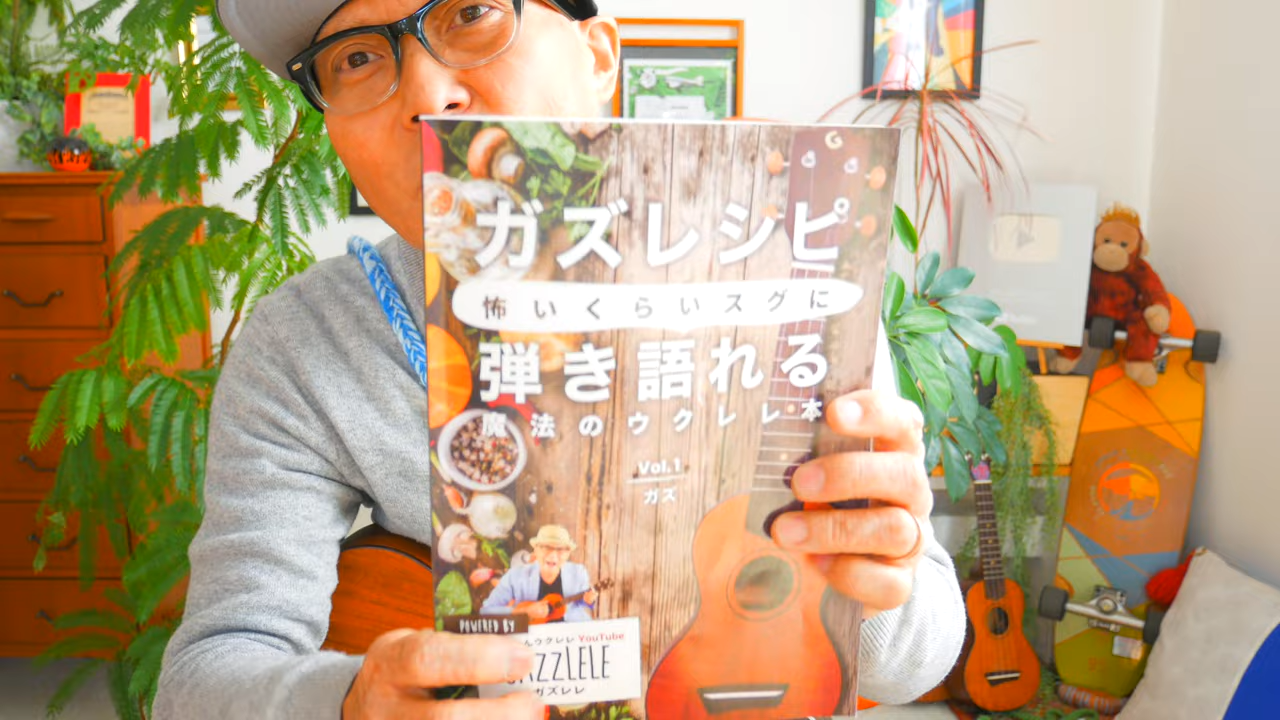 G
ガズレシピ
怖いくらいスグに
弾き語れる
魔法のウクレレ本
Vol.1
ガズ
POWERED BY
ウクレレ YouTube
ZZLELE
ガズレレ